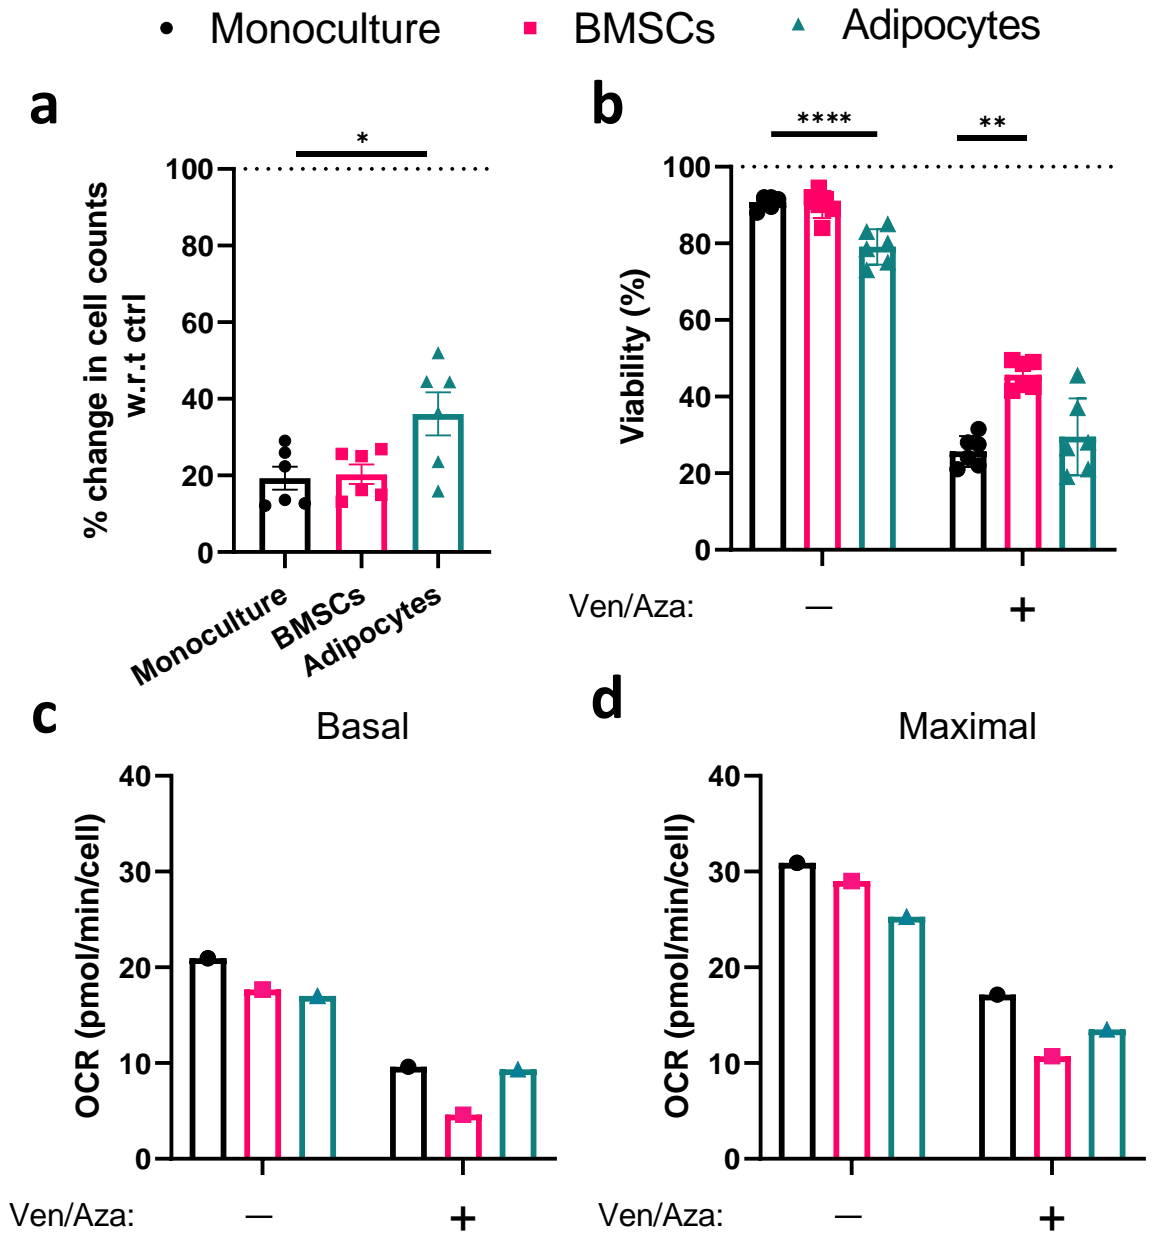 Monoculture BMSCs Adipocytes
a
*
% change in cell counts
w.r.t ctrl
100
80
60
40
20
0
Monoculture
BMSCs
Adipocytes
b
**** **
Viability (%)
100
80
60
40
20
0
Ven/Aza: — +
c
Basal
OCR (pmol/min/cell)
40
30
20
10
0
Ven/Aza: — +
d
Maximal
OCR (pmol/min/cell)
40
30
20
10
0
Ven/Aza: — +